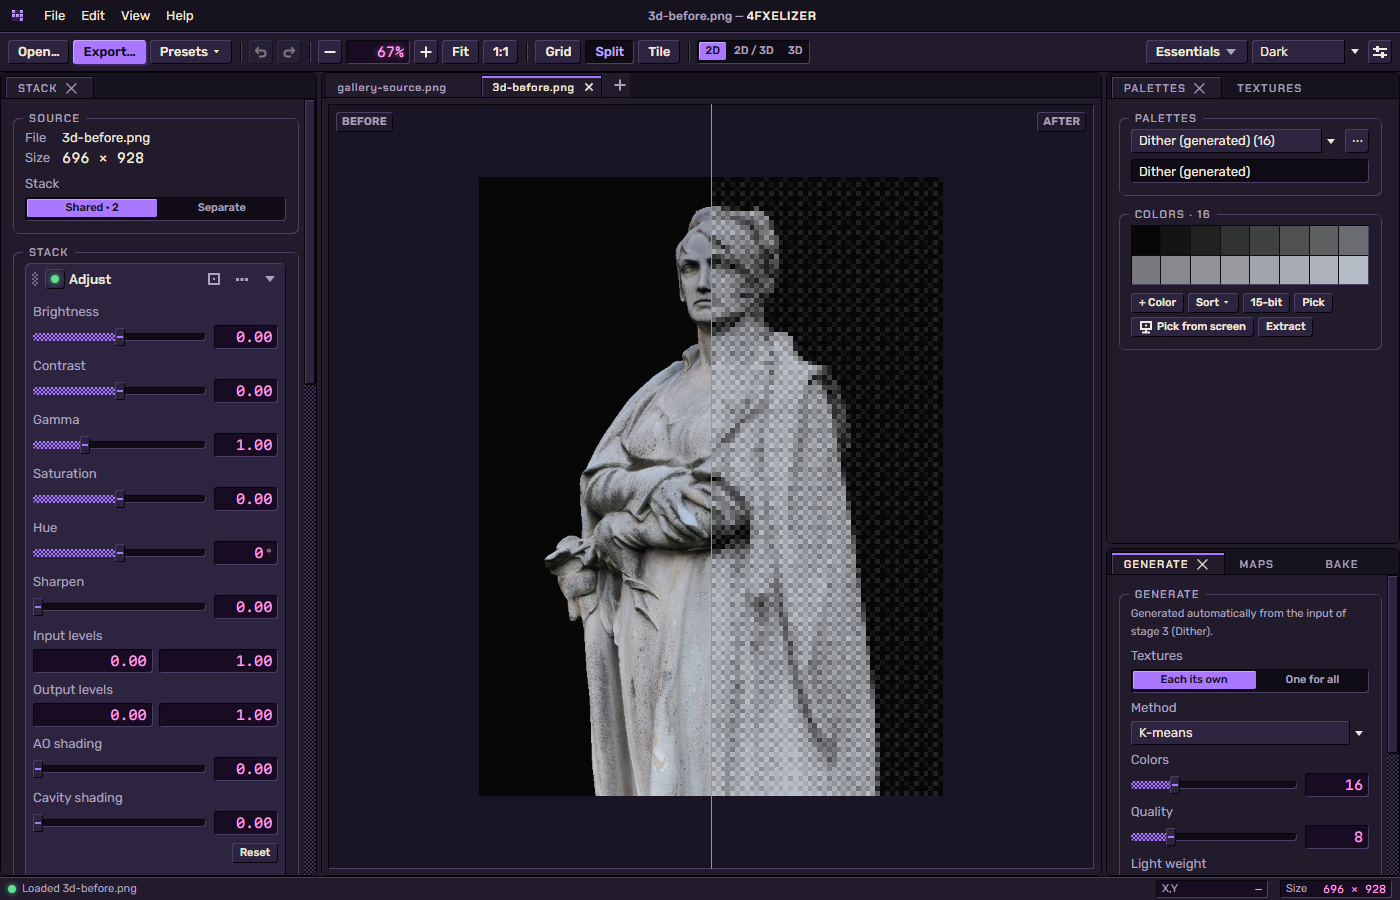 File Edit View Help
3d-before.png — 4FXELIZER
Open... Export... Presets
67% Fit 1:1 Grid Split Tile 2D 2D / 3D 3D
Essentials Dark
STACK
gallery-source.png 3d-before.png
PALETTES TEXTURES
SOURCE
File 3d-before.png
Size 696 × 928
Stack
Shared · 2 Separate
STACK
Adjust
Brightness
0.00
Contrast
0.00
Gamma
1.00
Saturation
0.00
Hue
0°
Sharpen
0.00
Input levels
0.00 1.00
Output levels
0.00 1.00
AO shading
0.00
Cavity shading
0.00
Reset
BEFORE
AFTER
PALETTES
Dither (generated) (16)
Dither (generated)
COLORS · 16
+ Color Sort 15-bit Pick
Pick from screen Extract
GENERATE MAPS BAKE
GENERATE
Generated automatically from the input of
stage 3 (Dither).
Textures
Each its own One for all
Method
K-means
Colors
16
Quality
8
Light weight
Loaded 3d-before.png
X,Y —
Size 696 × 928